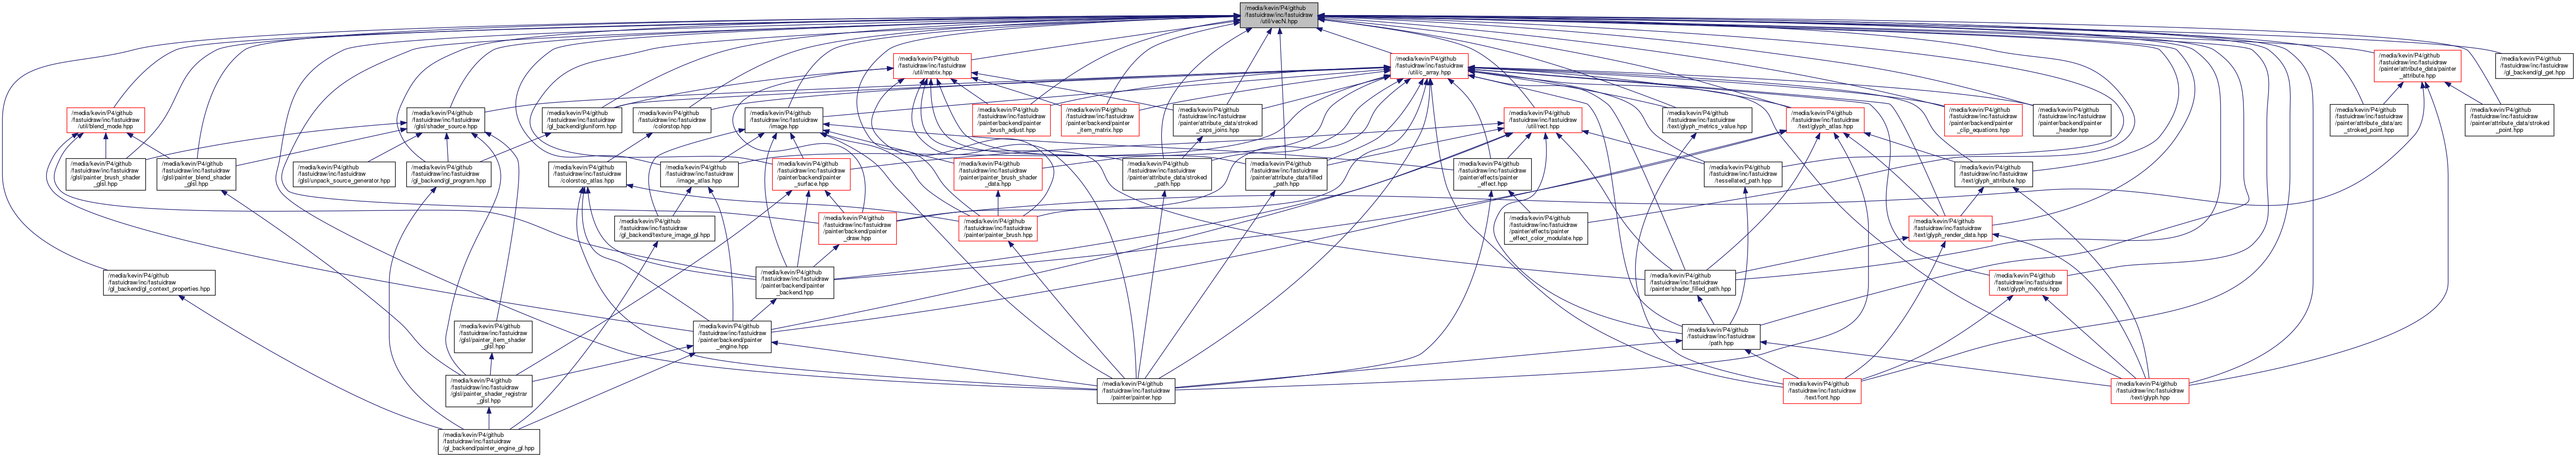 /media/kevin/P4/github
/fastuidraw/inc/fastuidraw
/util/vecN.hpp
/media/kevin/P4/github
/fastuidraw/inc/fastuidraw
/util/matrix.hpp
/media/kevin/P4/github
/fastuidraw/inc/fastuidraw
/util/c_array.hpp
/media/kevin/P4/github
/fastuidraw/inc/fastuidraw
/painter/attribute_data/painter
_attribute.hpp
/media/kevin/P4/github
/fastuidraw/inc/fastuidraw
/gl_backend/gl_get.hpp
/media/kevin/P4/github
/fastuidraw/inc/fastuidraw
/util/blend_mode.hpp
/media/kevin/P4/github
/fastuidraw/inc/fastuidraw
/glsl/shader_source.hpp
/media/kevin/P4/github
/fastuidraw/inc/fastuidraw
/gl_backend/gluniform.hpp
/media/kevin/P4/github
/fastuidraw/inc/fastuidraw
/colorstop.hpp
/media/kevin/P4/github
/fastuidraw/inc/fastuidraw
/image.hpp
/media/kevin/P4/github
/fastuidraw/inc/fastuidraw
/painter/backend/painter
_brush_adjust.hpp
/media/kevin/P4/github
/fastuidraw/inc/fastuidraw
/painter/backend/painter
_item_matrix.hpp
/media/kevin/P4/github
/fastuidraw/inc/fastuidraw
/painter/attribute_data/stroked
_caps_joins.hpp
/media/kevin/P4/github
/fastuidraw/inc/fastuidraw
/util/rect.hpp
/media/kevin/P4/github
/fastuidraw/inc/fastuidraw
/text/glyph_metrics_value.hpp
/media/kevin/P4/github
/fastuidraw/inc/fastuidraw
/text/glyph_atlas.hpp
/media/kevin/P4/github
/fastuidraw/inc/fastuidraw
/painter/backend/painter
_clip_equations.hpp
/media/kevin/P4/github
/fastuidraw/inc/fastuidraw
/painter/backend/painter
_header.hpp
/media/kevin/P4/github
/fastuidraw/inc/fastuidraw
/painter/attribute_data/arc
_stroked_point.hpp
/media/kevin/P4/github
/fastuidraw/inc/fastuidraw
/painter/attribute_data/stroked
_point.hpp
/media/kevin/P4/github
/fastuidraw/inc/fastuidraw
/glsl/painter_brush_shader
_glsl.hpp
/media/kevin/P4/github
/fastuidraw/inc/fastuidraw
/glsl/painter_blend_shader
_glsl.hpp
/media/kevin/P4/github
/fastuidraw/inc/fastuidraw
/glsl/unpack_source_generator.hpp
/media/kevin/P4/github
/fastuidraw/inc/fastuidraw
/gl_backend/gl_program.hpp
/media/kevin/P4/github
/fastuidraw/inc/fastuidraw
/colorstop_atlas.hpp
/media/kevin/P4/github
/fastuidraw/inc/fastuidraw
/image_atlas.hpp
/media/kevin/P4/github
/fastuidraw/inc/fastuidraw
/painter/backend/painter
_surface.hpp
/media/kevin/P4/github
/fastuidraw/inc/fastuidraw
/painter/painter_brush_shader
_data.hpp
/media/kevin/P4/github
/fastuidraw/inc/fastuidraw
/painter/attribute_data/stroked
_path.hpp
/media/kevin/P4/github
/fastuidraw/inc/fastuidraw
/painter/attribute_data/filled
_path.hpp
/media/kevin/P4/github
/fastuidraw/inc/fastuidraw
/painter/effects/painter
_effect.hpp
/media/kevin/P4/github
/fastuidraw/inc/fastuidraw
/tessellated_path.hpp
/media/kevin/P4/github
/fastuidraw/inc/fastuidraw
/text/glyph_attribute.hpp
/media/kevin/P4/github
/fastuidraw/inc/fastuidraw
/gl_backend/texture_image_gl.hpp
/media/kevin/P4/github
/fastuidraw/inc/fastuidraw
/painter/backend/painter
_draw.hpp
/media/kevin/P4/github
/fastuidraw/inc/fastuidraw
/painter/painter_brush.hpp
/media/kevin/P4/github
/fastuidraw/inc/fastuidraw
/painter/effects/painter
_effect_color_modulate.hpp
/media/kevin/P4/github
/fastuidraw/inc/fastuidraw
/text/glyph_render_data.hpp
/media/kevin/P4/github
/fastuidraw/inc/fastuidraw
/gl_backend/gl_context_properties.hpp
/media/kevin/P4/github
/fastuidraw/inc/fastuidraw
/painter/backend/painter
_backend.hpp
/media/kevin/P4/github
/fastuidraw/inc/fastuidraw
/painter/shader_filled_path.hpp
/media/kevin/P4/github
/fastuidraw/inc/fastuidraw
/text/glyph_metrics.hpp
/media/kevin/P4/github
/fastuidraw/inc/fastuidraw
/glsl/painter_item_shader
_glsl.hpp
/media/kevin/P4/github
/fastuidraw/inc/fastuidraw
/painter/backend/painter
_engine.hpp
/media/kevin/P4/github
/fastuidraw/inc/fastuidraw
/path.hpp
/media/kevin/P4/github
/fastuidraw/inc/fastuidraw
/glsl/painter_shader_registrar
_glsl.hpp
/media/kevin/P4/github
/fastuidraw/inc/fastuidraw
/painter/painter.hpp
/media/kevin/P4/github
/fastuidraw/inc/fastuidraw
/text/font.hpp
/media/kevin/P4/github
/fastuidraw/inc/fastuidraw
/text/glyph.hpp
/media/kevin/P4/github
/fastuidraw/inc/fastuidraw
/gl_backend/painter_engine_gl.hpp